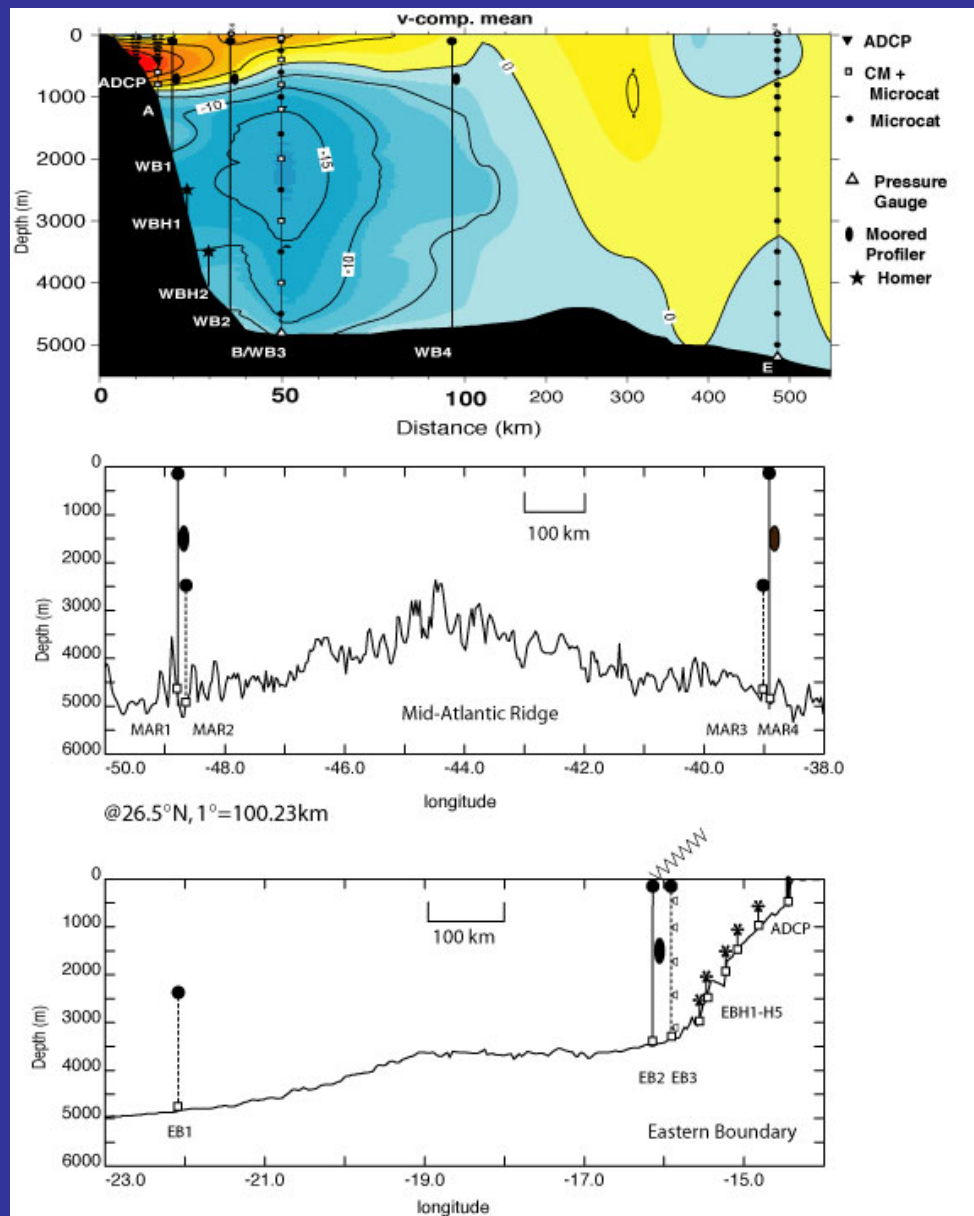 v-comp. mean
0
1000
2000
3000
4000
5000
Depth (m)
ADCP
A
WB1
WBH1
WBH2
WB2
B/WB3
WB4
E
-10
-15
-10
0
0
0 50 100 200 300 400 500
Distance (km)
ADCP
CM +
Microcat
Microcat
Pressure
Gauge
Moored
Profiler
Homer
0
1000
2000
3000
4000
5000
6000
Depth (m)
100 km
Mid-Atlantic Ridge
MAR1 MAR2 MAR3 MAR4
-50.0 -48.0 -46.0 -44.0 -42.0 -40.0 -38.0
longitude
@26.5°N, 1°=100.23km
0
1000
2000
3000
4000
5000
6000
Depth (m)
100 km
ADCP
EBH1-H5
EB2 EB3
EB1
Eastern Boundary
-23.0 -21.0 -19.0 -17.0 -15.0
longitude